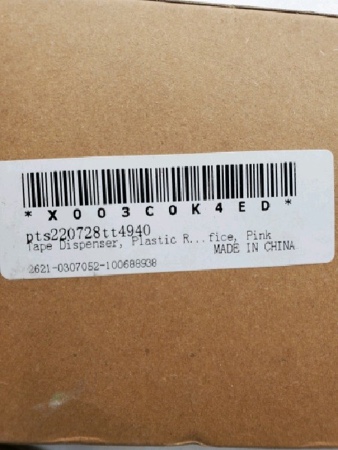 *X003C0K4ED*
pts220728tt4940
Tape Dispenser, Plastic R...fice, Pink
MADE IN CHINA
2621-0307052-100688938